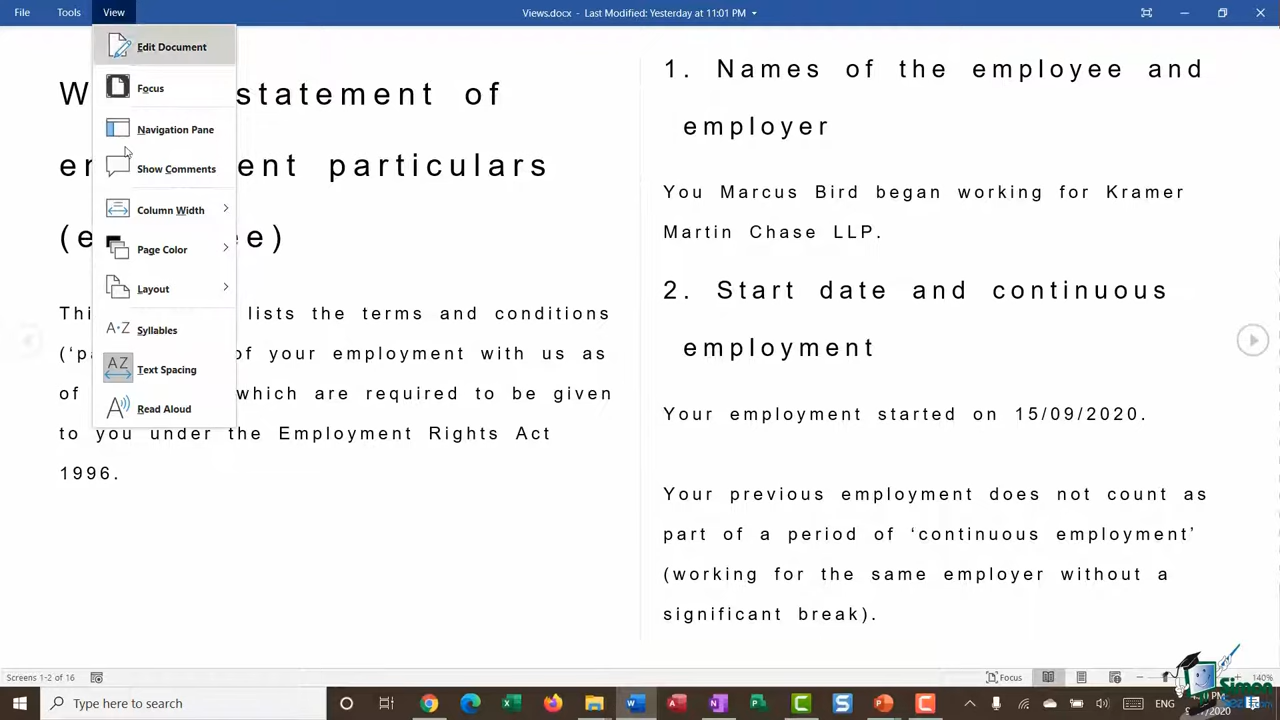 File Tools View
Views.docx - Last Modified: Yesterday at 11:01 PM
Edit Document
Focus
Navigation Pane
Show Comments
Column Width
Page Color
Layout
A·Z Syllables
AZ Text Spacing
A Read Aloud
W statement of
en ent particulars
(e e)
Thi lists the terms and conditions
('pa of your employment with us as
of which are required to be given
to you under the Employment Rights Act
1996.
1. Names of the employee and
employer
You Marcus Bird began working for Kramer
Martin Chase LLP.
2. Start date and continuous
employment
Your employment started on 15/09/2020.
Your previous employment does not count as
part of a period of ‘continuous employment’
(working for the same employer without a
significant break).
Screens 1-2 of 16
Focus
140%
Type here to search
ENG
Simon